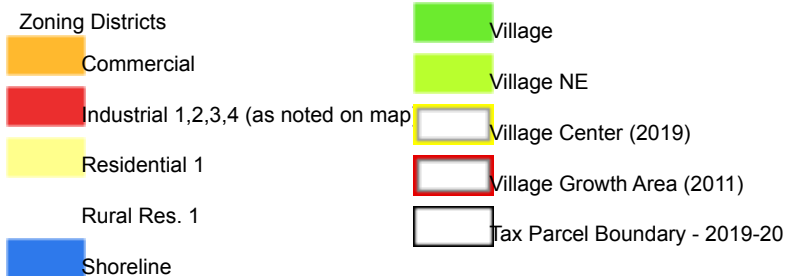 Zoning Districts
Commercial
Industrial 1,2,3,4 (as noted on map)
Residential 1
Rural Res. 1
Shoreline
Village
Village NE
Village Center (2019)
Village Growth Area (2011)
Tax Parcel Boundary - 2019-20